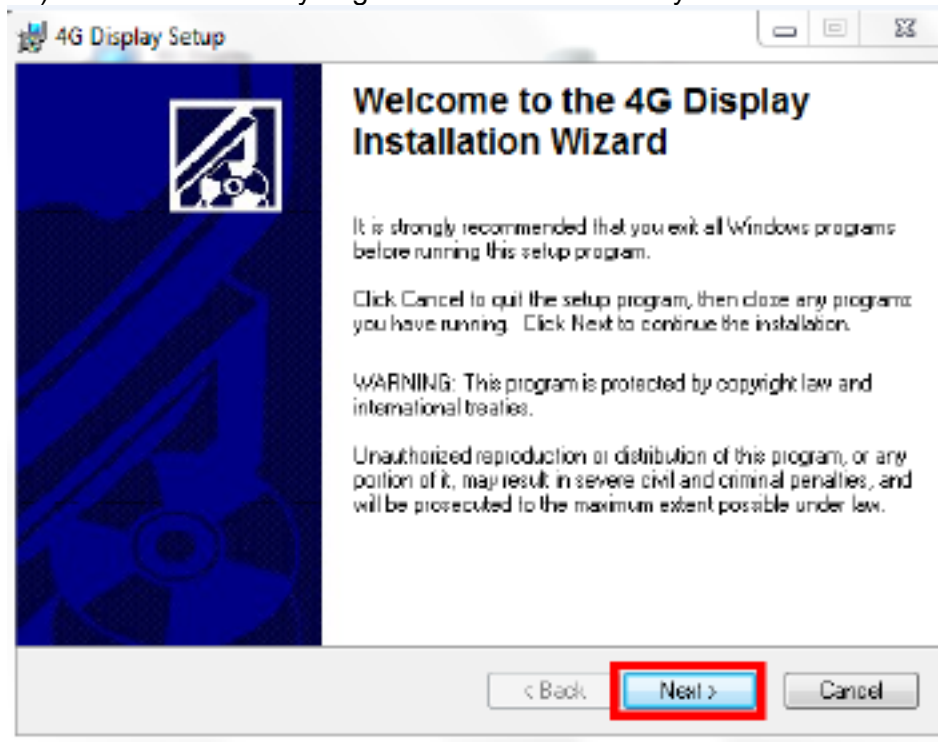 4G Display Setup
Welcome to the 4G Display
Installation Wizard
It is strongly recommended that you exit all Windows programs
before running this setup program.
Click Cancel to quit the setup program, then close any programs
you have running. Click Next to continue the installation.
WARNING: This program is protected by copyright law and
international treaties.
Unauthorized reproduction or distribution of this program, or any
portion of it, may result in severe civil and criminal penalties, and
will be prosecuted to the maximum extent possible under law.
< Back Next > Cancel